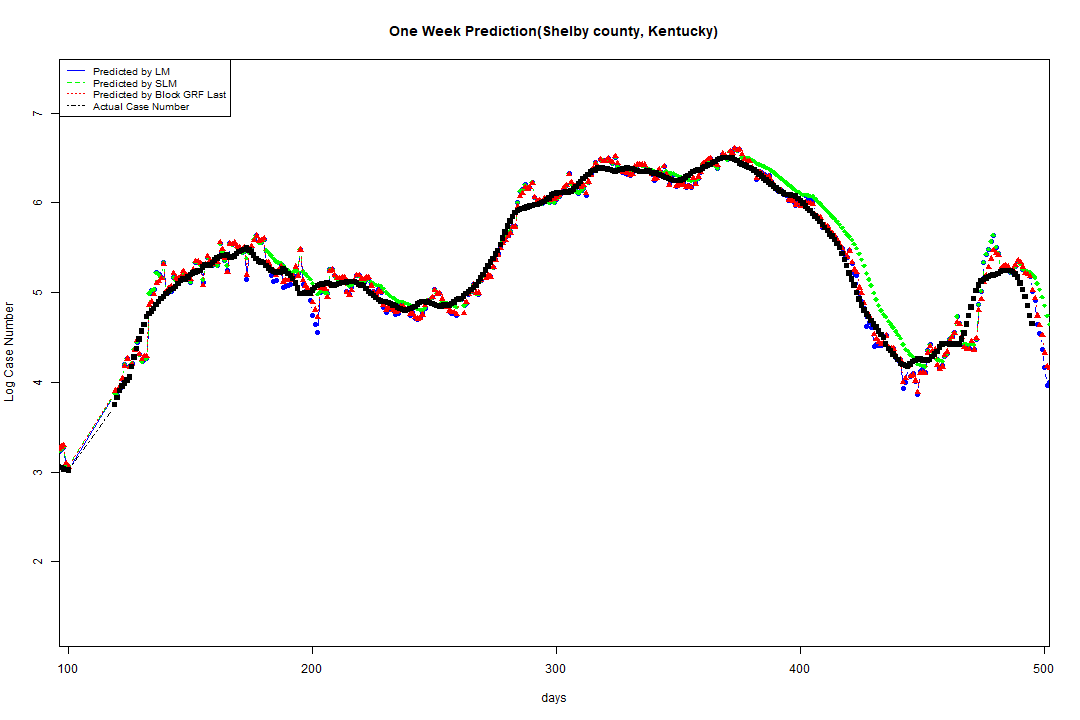 One Week Prediction(Shelby county, Kentucky)
Predicted by LM
Predicted by SLM
Predicted by Block GRF Last
Actual Case Number
7
6
5
4
3
2
Log Case Number
100 200 300 400 500
days